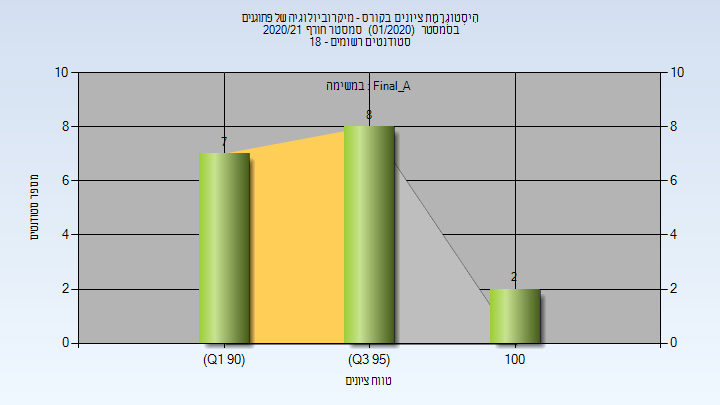 היסטוגרמת ציונים בקורס - מיקרוביולוגיה של פתוגנים
בסמסטר (01/2020) סמסטר חורף 2020/21
סטודנטים רשומים - 18
במשימה : Final_A
מספר סטודנטים
10
8
6
4
2
0
10
8
6
4
2
0
7
8
2
(Q1 90)
(Q3 95)
100
טווח ציונים